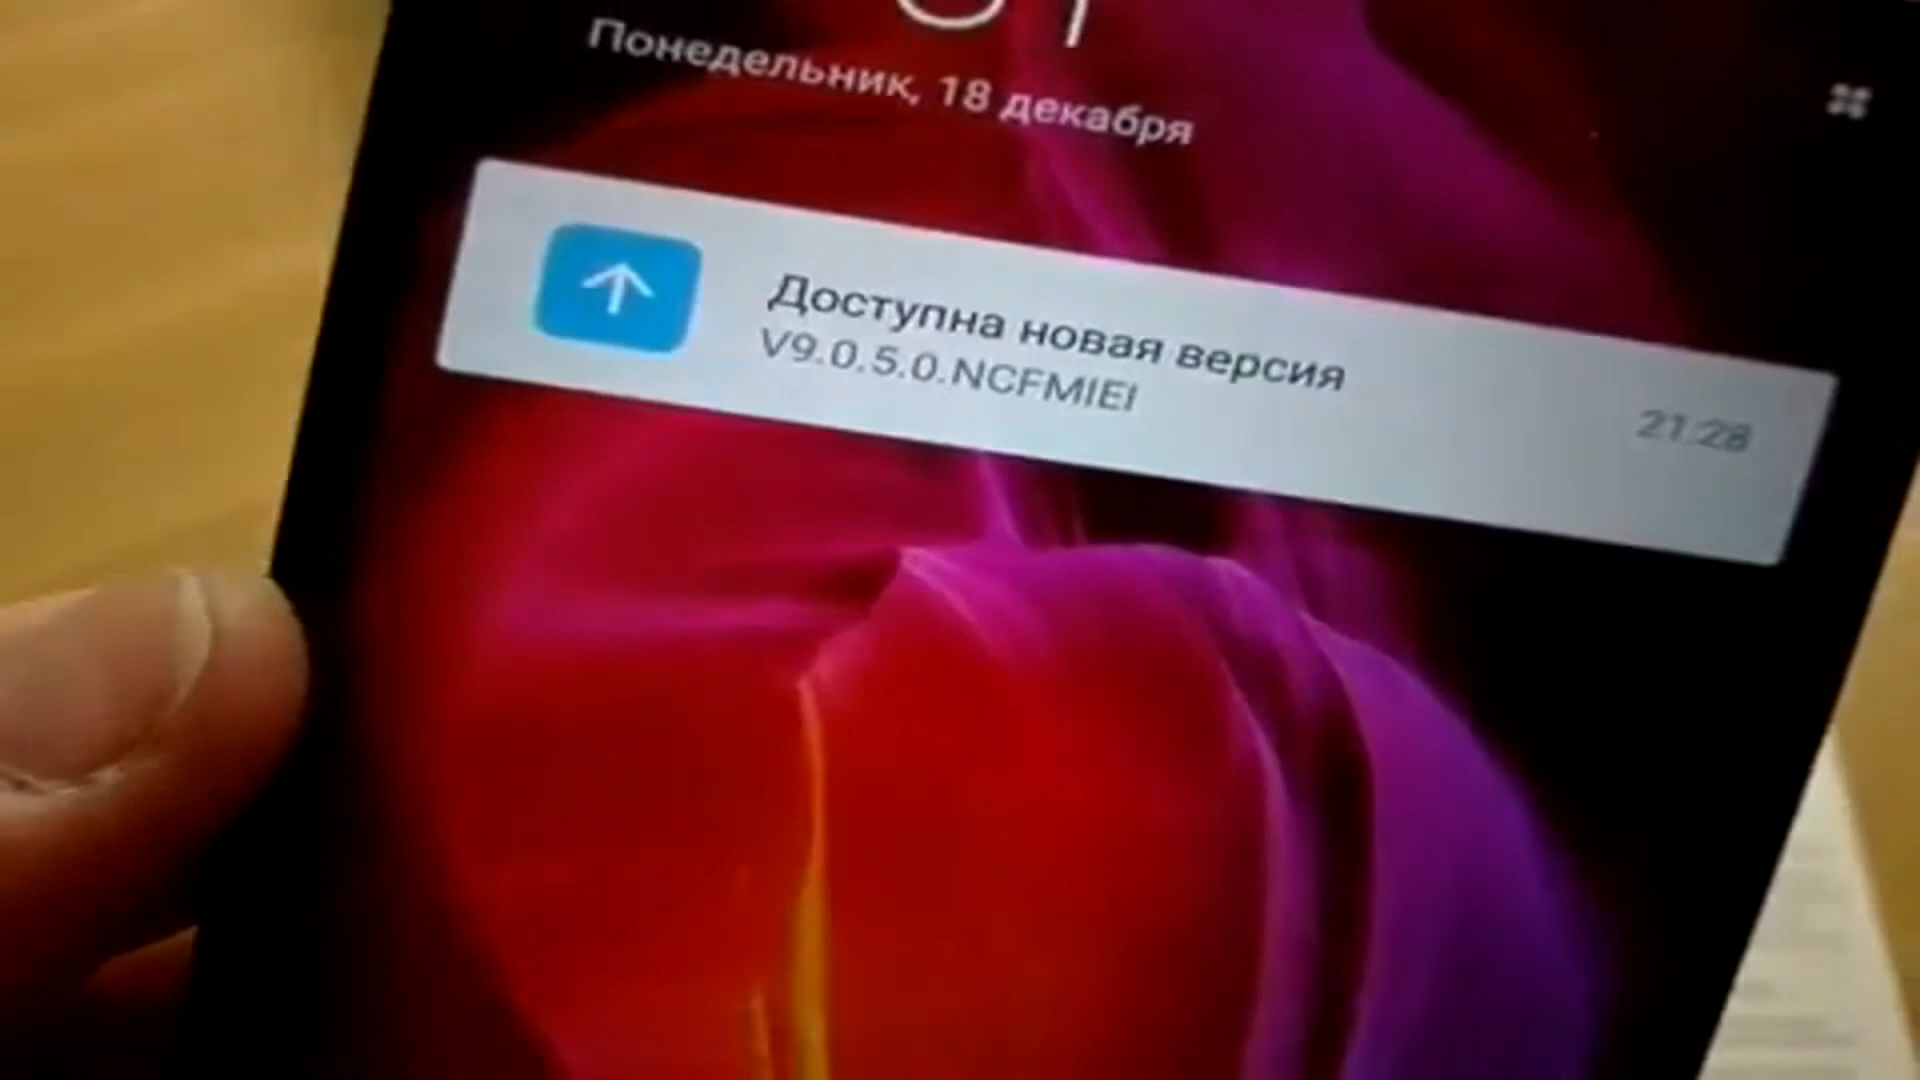 Понедельник, 18 декабря
Доступна новая версия
V9.0.5.0.NCFMIEI
21:28